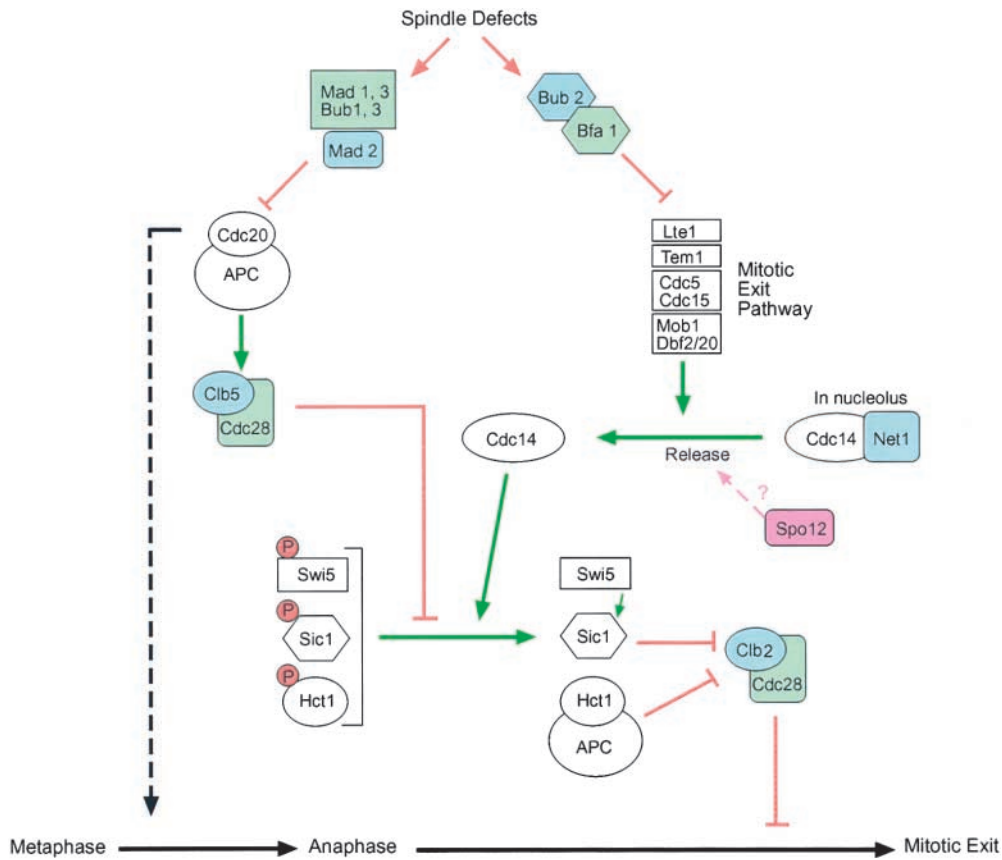 Spindle Defects
Mad 1, 3
Bub1, 3
Mad 2
Bub 2
Bfa 1
Cdc20
APC
Lte1
Tem1
Cdc5
Cdc15
Mob1
Dbf2/20
Mitotic
Exit
Pathway
Clb5
Cdc28
Cdc14
Release
In nucleolus
Cdc14
Net1
?
Spo12
P
Swi5
P
Sic1
P
Hct1
Swi5
Sic1
Hct1
APC
Clb2
Cdc28
Metaphase
Anaphase
Mitotic Exit